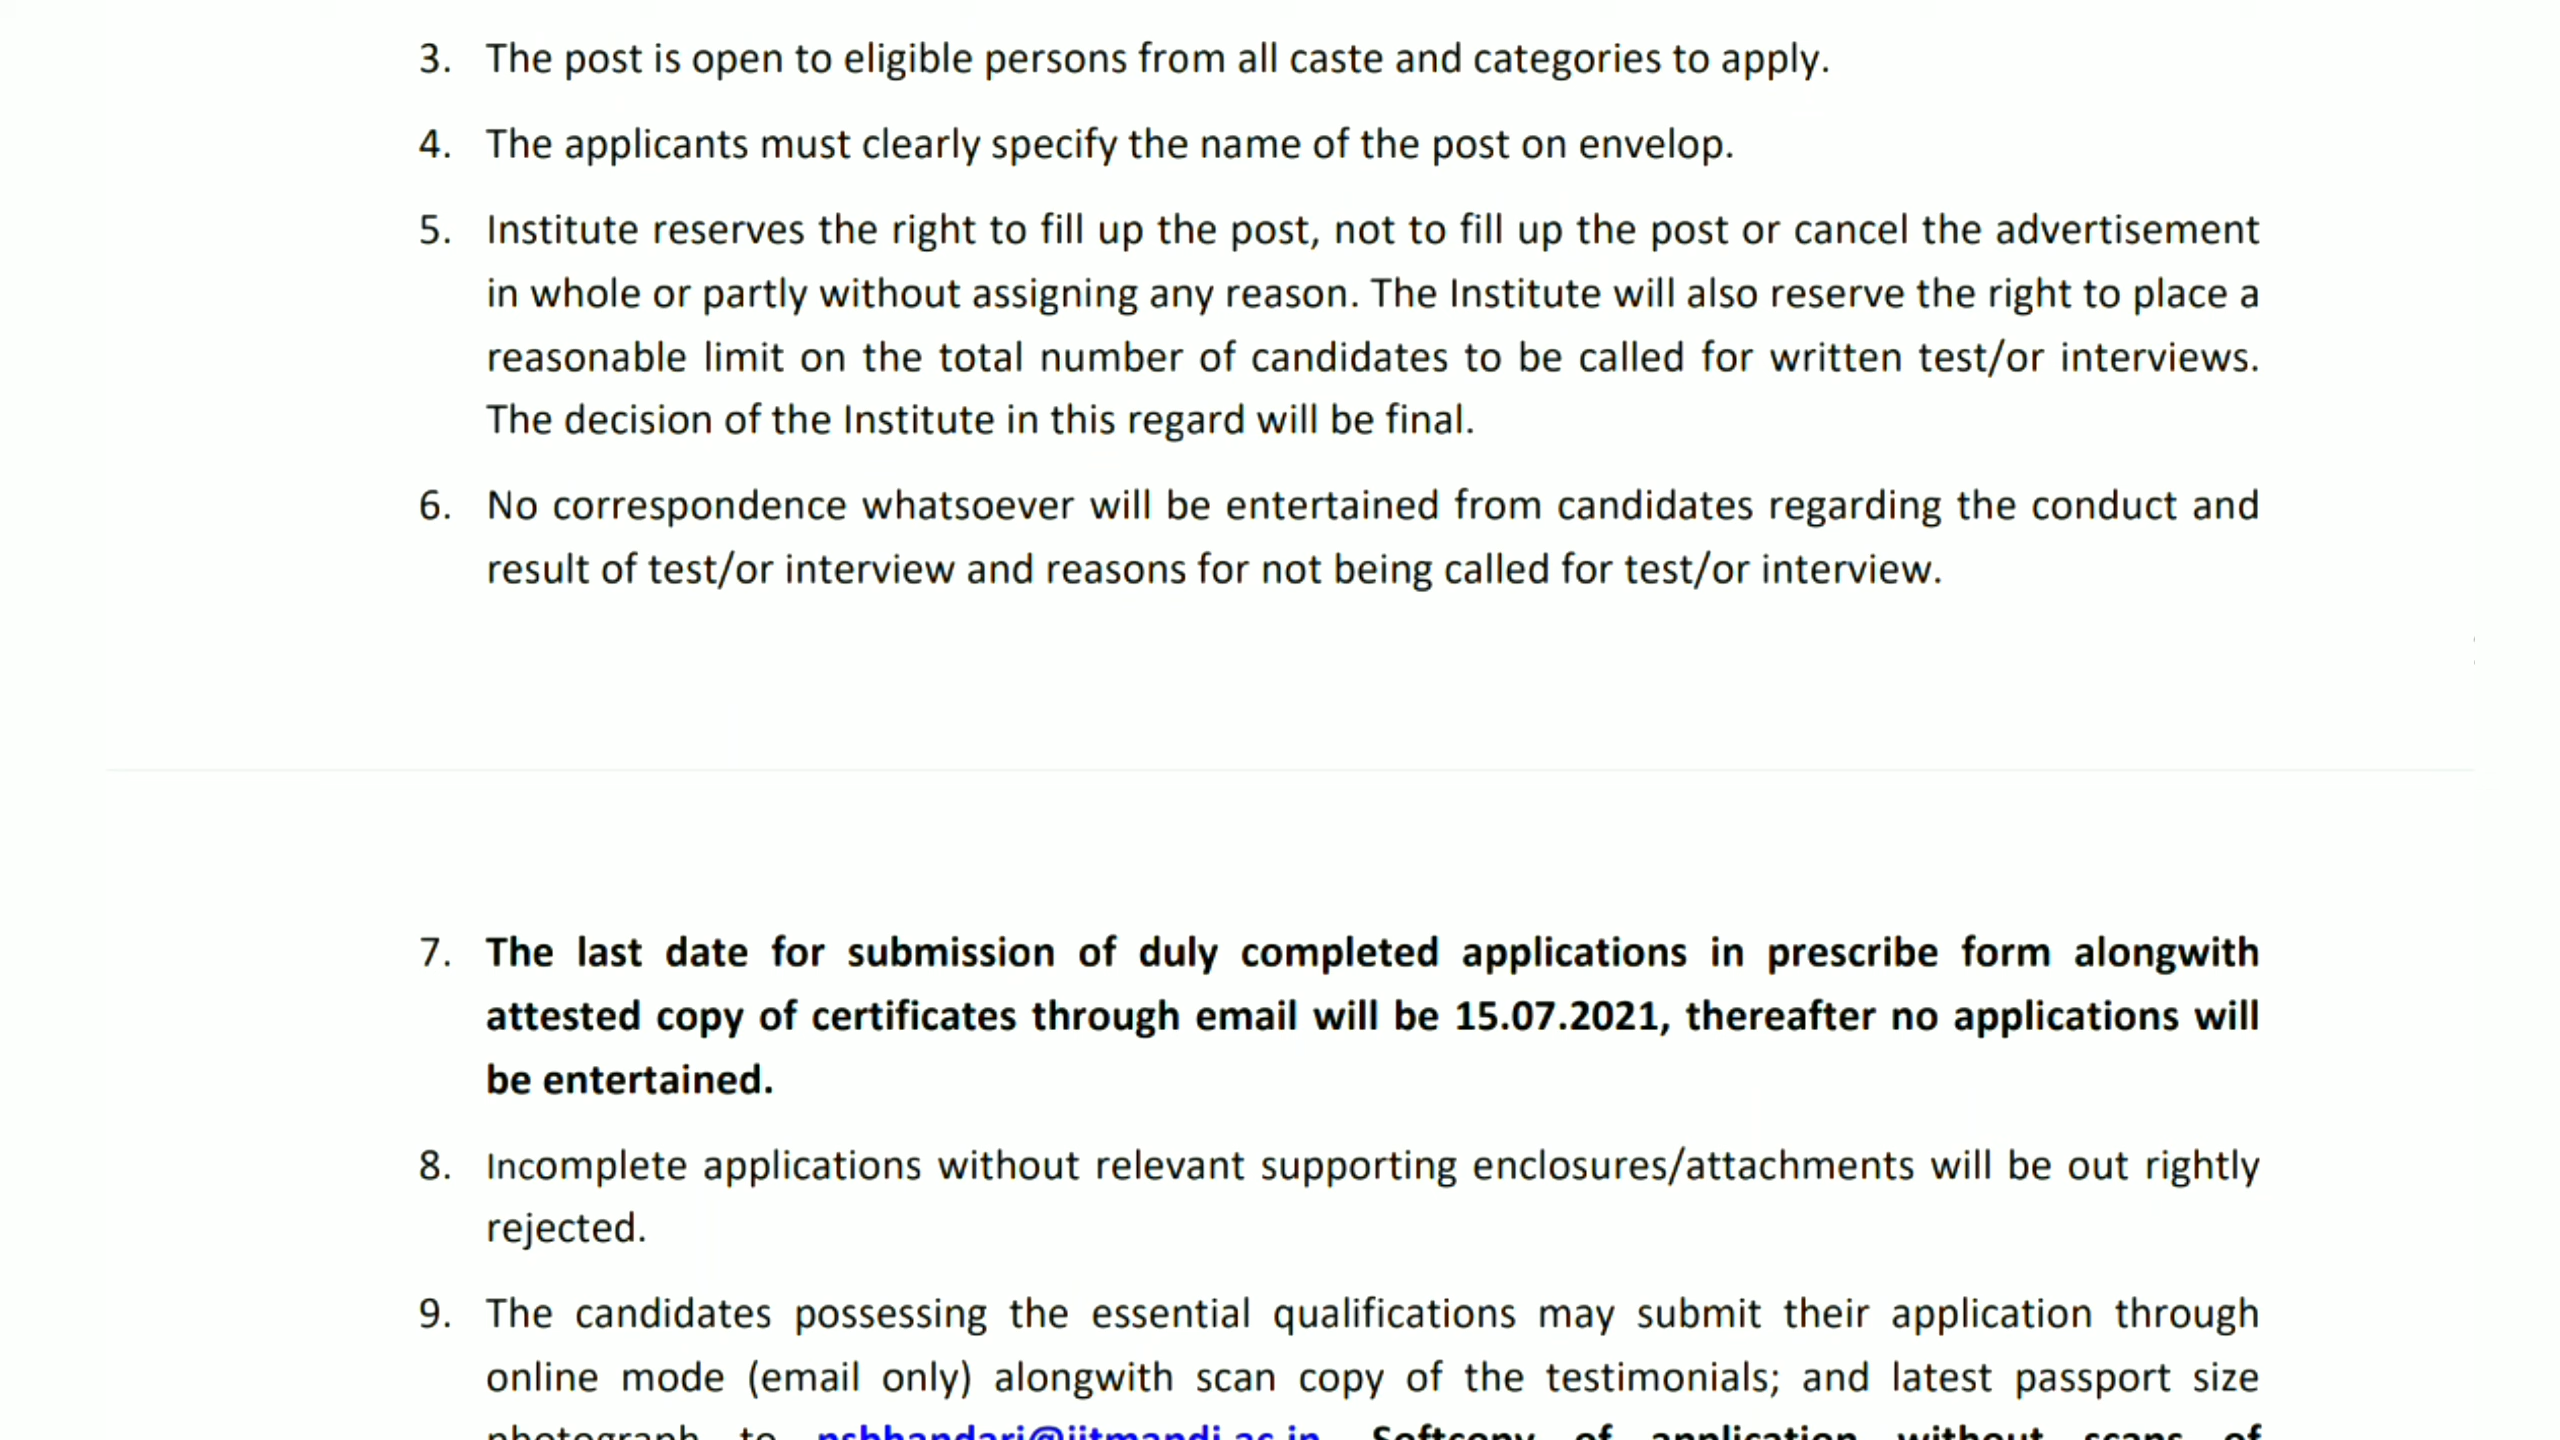 3. The post is open to eligible persons from all caste and categories to apply.
4. The applicants must clearly specify the name of the post on envelop.
5. Institute reserves the right to fill up the post, not to fill up the post or cancel the advertisement
in whole or partly without assigning any reason. The Institute will also reserve the right to place a
reasonable limit on the total number of candidates to be called for written test/or interviews.
The decision of the Institute in this regard will be final.
6. No correspondence whatsoever will be entertained from candidates regarding the conduct and
result of test/or interview and reasons for not being called for test/or interview.
7. The last date for submission of duly completed applications in prescribe form alongwith
attested copy of certificates through email will be 15.07.2021, thereafter no applications will
be entertained.
8. Incomplete applications without relevant supporting enclosures/attachments will be out rightly
rejected.
9. The candidates possessing the essential qualifications may submit their application through
online mode (email only) alongwith scan copy of the testimonials; and latest passport size
photograph to Softcopy of application without scans of